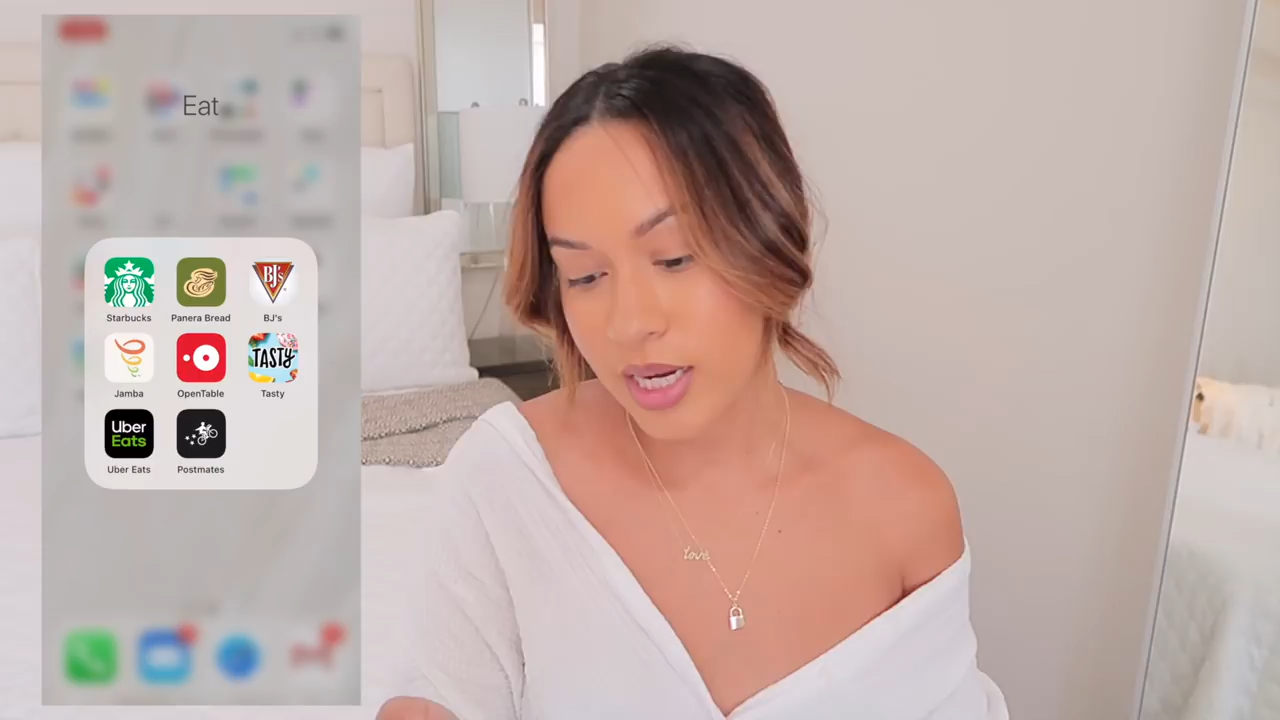 Eat
BJ's
Starbucks
Panera Bread
BJ's
TASTY
Jamba
OpenTable
Tasty
Uber
Eats
Uber Eats
Postmates
love